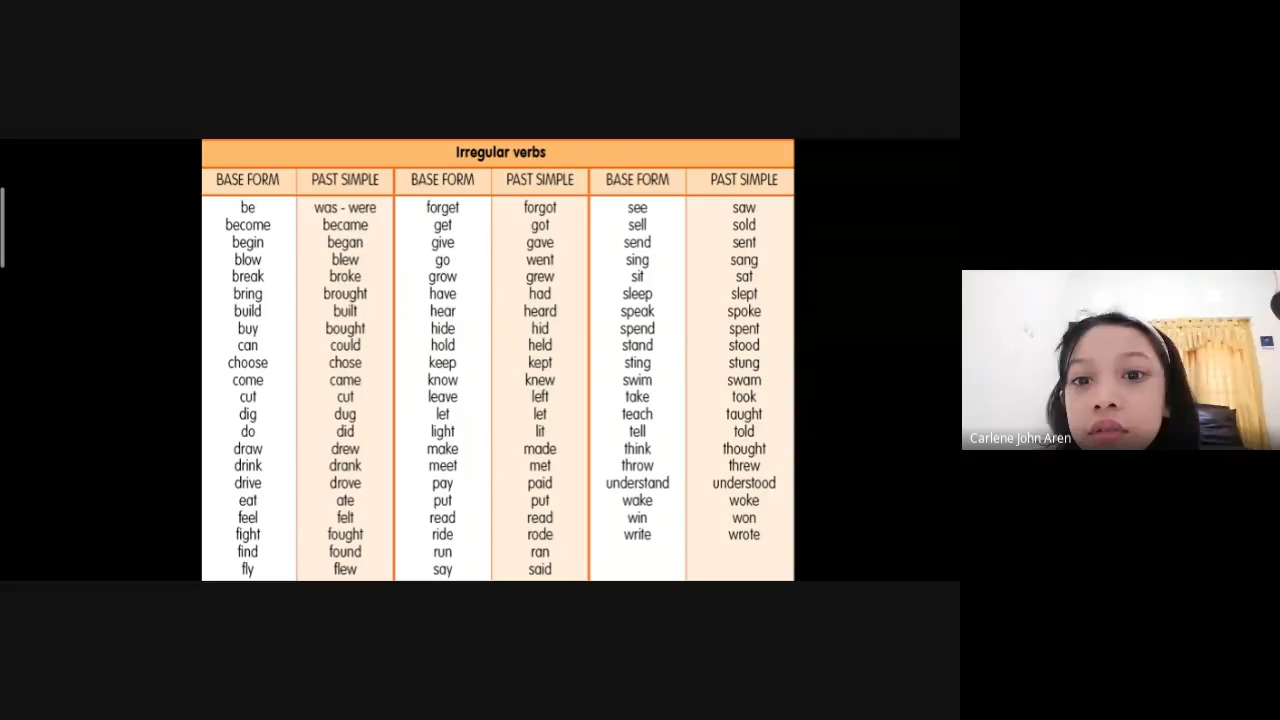 Irregular verbs
BASE FORM PAST SIMPLE BASE FORM PAST SIMPLE BASE FORM PAST SIMPLE
be was - were forget forgot see saw
become became get got sell sold
begin began give gave send sent
blow blew go went sing sang
break broke grow grew sit sat
bring brought have had sleep slept
build built hear heard speak spoke
buy bought hide hid spend spent
can could hold held stand stood
choose chose keep kept sting stung
come came know knew swim swam
cut cut leave left take took
dig dug let let teach taught
do did light lit tell told
draw drew make made think thought
drink drank meet met throw threw
drive drove pay paid understand understood
eat ate put put wake woke
feel felt read read win won
fight fought ride rode write wrote
find found run ran
fly flew say said
Carlene John Aren